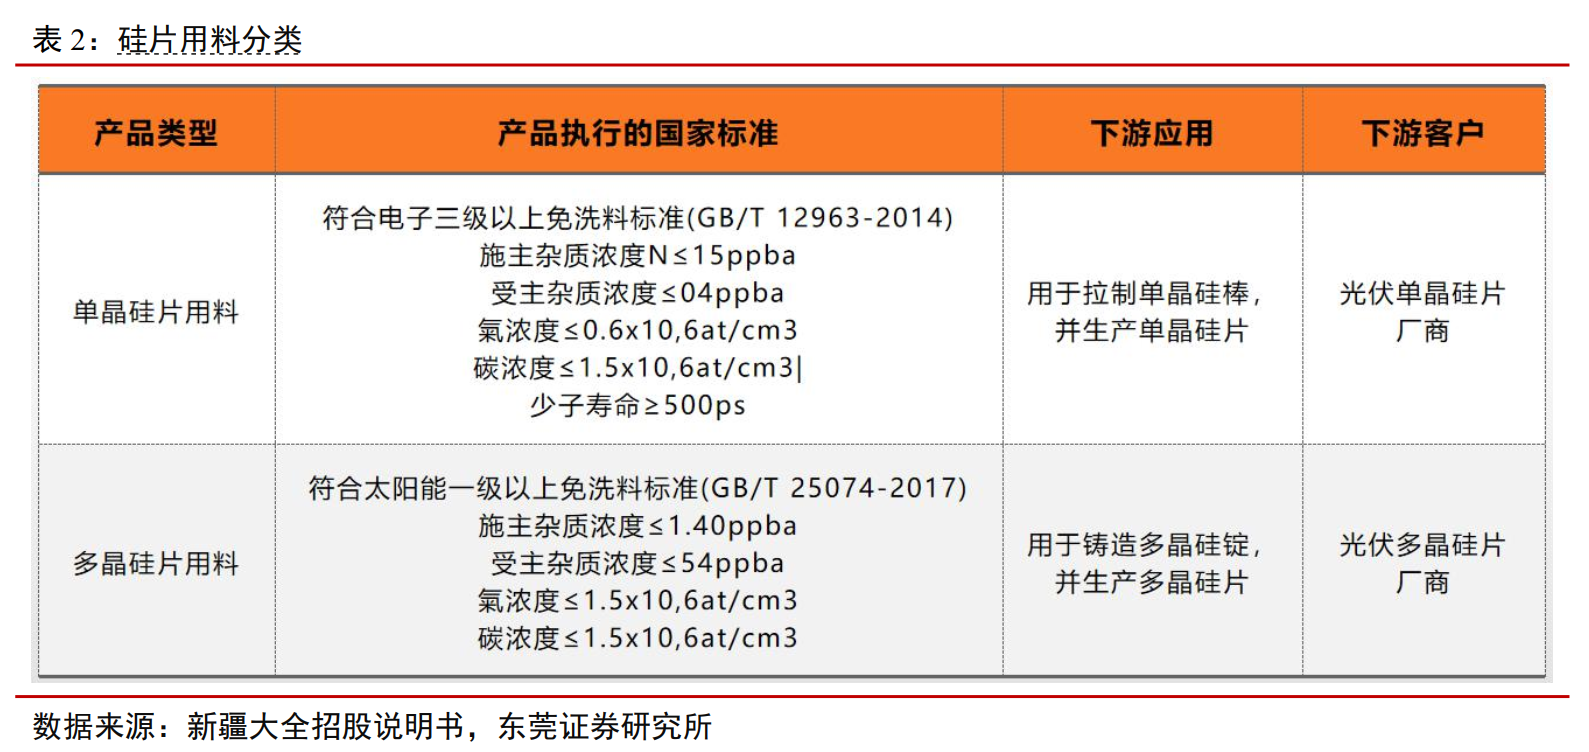 表 2：硅片用料分类
产品类型
产品执行的国家标准
下游应用
下游客户
单晶硅片用料
符合电子三级以上免洗料标准(GB/T 12963-2014)
施主杂质浓度N≤15ppba
受主杂质浓度≤04ppba
氣浓度≤0.6x10,6at/cm3
碳浓度≤1.5x10,6at/cm3|
少子寿命≥500ps
用于拉制单晶硅棒，
并生产单晶硅片
光伏单晶硅片
厂商
多晶硅片用料
符合太阳能一级以上免洗料标准(GB/T 25074-2017)
施主杂质浓度≤1.40ppba
受主杂质浓度≤54ppba
氣浓度≤1.5x10,6at/cm3
碳浓度≤1.5x10,6at/cm3
用于铸造多晶硅锭，
并生产多晶硅片
光伏多晶硅片
厂商
数据来源：新疆大全招股说明书，东莞证券研究所